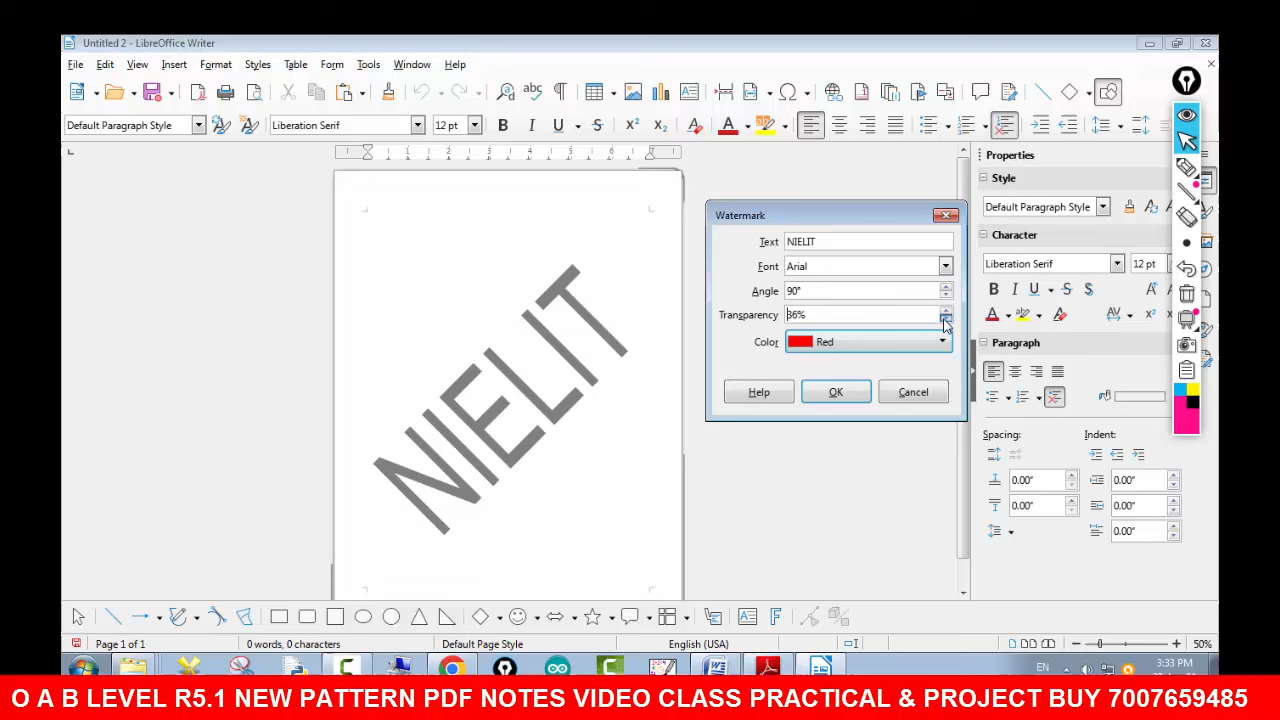 Untitled 2 - LibreOffice Writer
File Edit View Insert Format Styles Table Form Tools Window Help
Default Paragraph Style Liberation Serif 12 pt
Properties
Style
Default Paragraph Style
Character
Liberation Serif 12 pt
Paragraph
Spacing: Indent:
0.00" 0.00"
0.00" 0.00"
0.00"
Watermark
Text NIELIT
Font Arial
Angle 90°
Transparency 36%
Color Red
Help OK Cancel
NIELIT
Page 1 of 1 0 words, 0 characters Default Page Style English (USA) 50%
EN 3:33 PM
O A B LEVEL R5.1 NEW PATTERN PDF NOTES VIDEO CLASS PRACTICAL & PROJECT BUY 7007659485